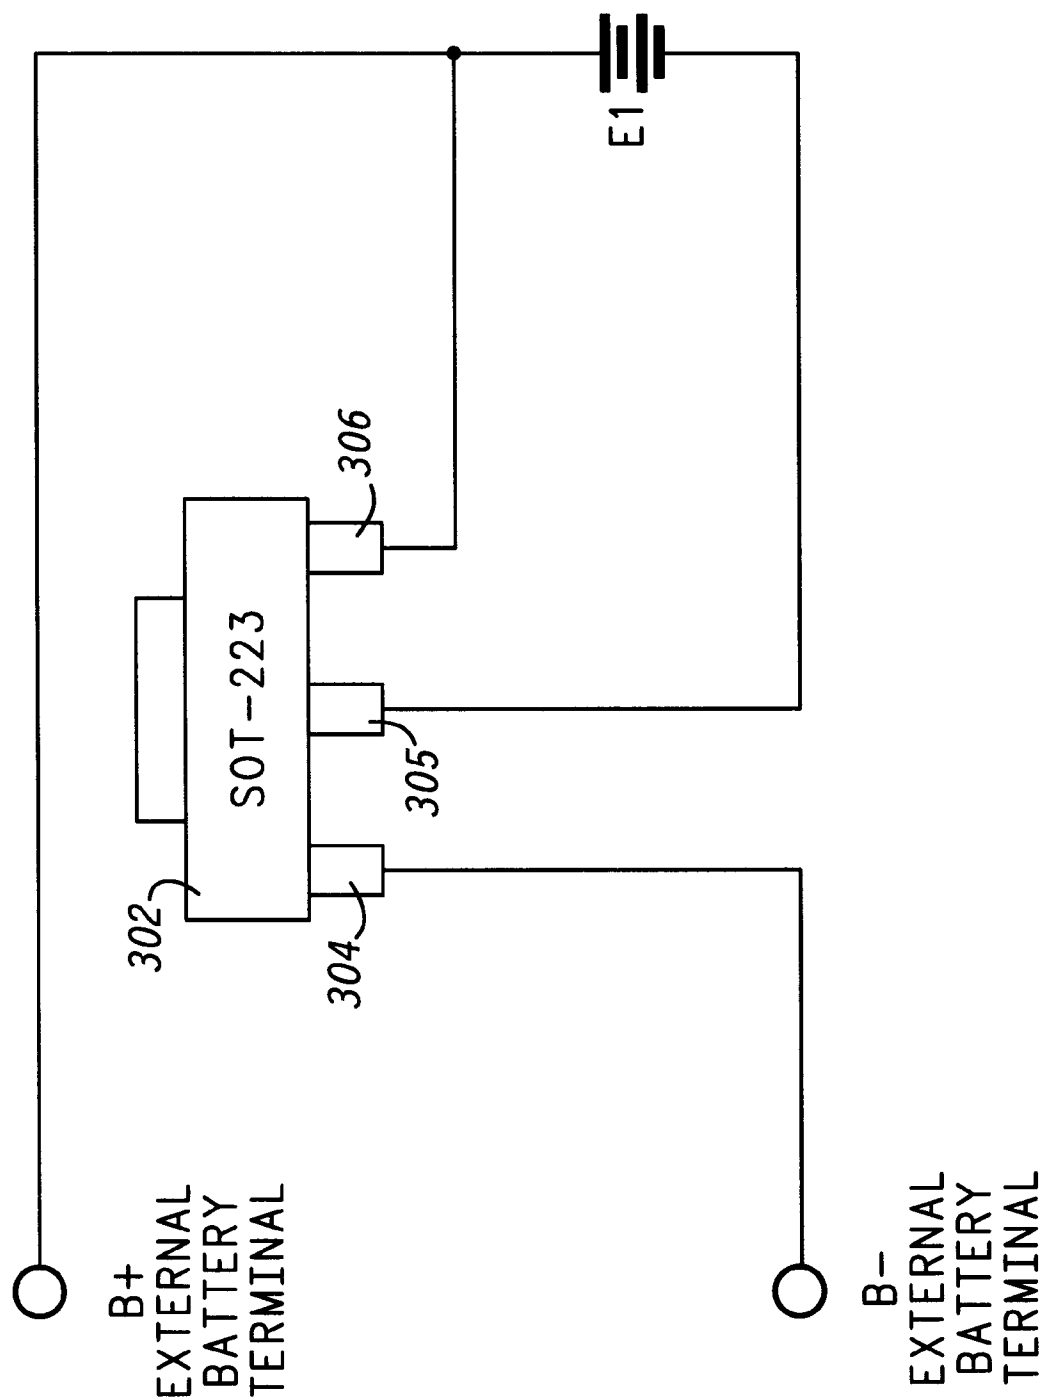 B+
EXTERNAL
BATTERY
TERMINAL
302
SOT-223
304
305
306
E1
B-
EXTERNAL
BATTERY
TERMINAL